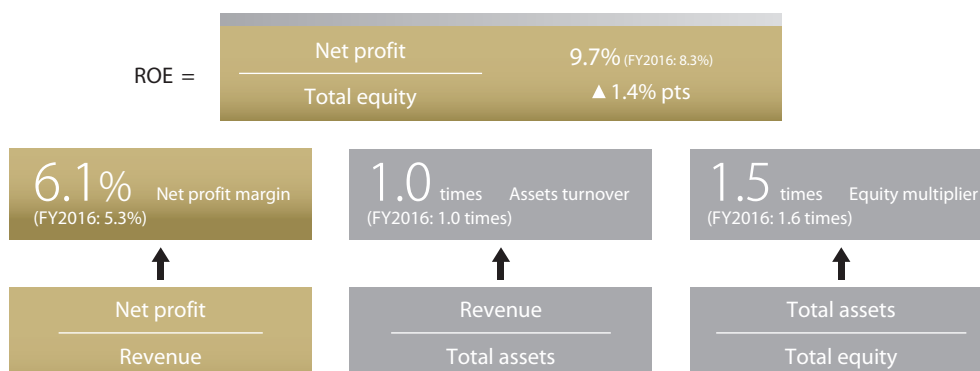 ROE =
Net profit
Total equity
9.7% (FY2016: 8.3%)
▲ 1.4% pts
6.1% Net profit margin
(FY2016: 5.3%)
1.0 times Assets turnover
(FY2016: 1.0 times)
1.5 times Equity multiplier
(FY2016: 1.6 times)
Net profit
Revenue
Revenue
Total assets
Total assets
Total equity